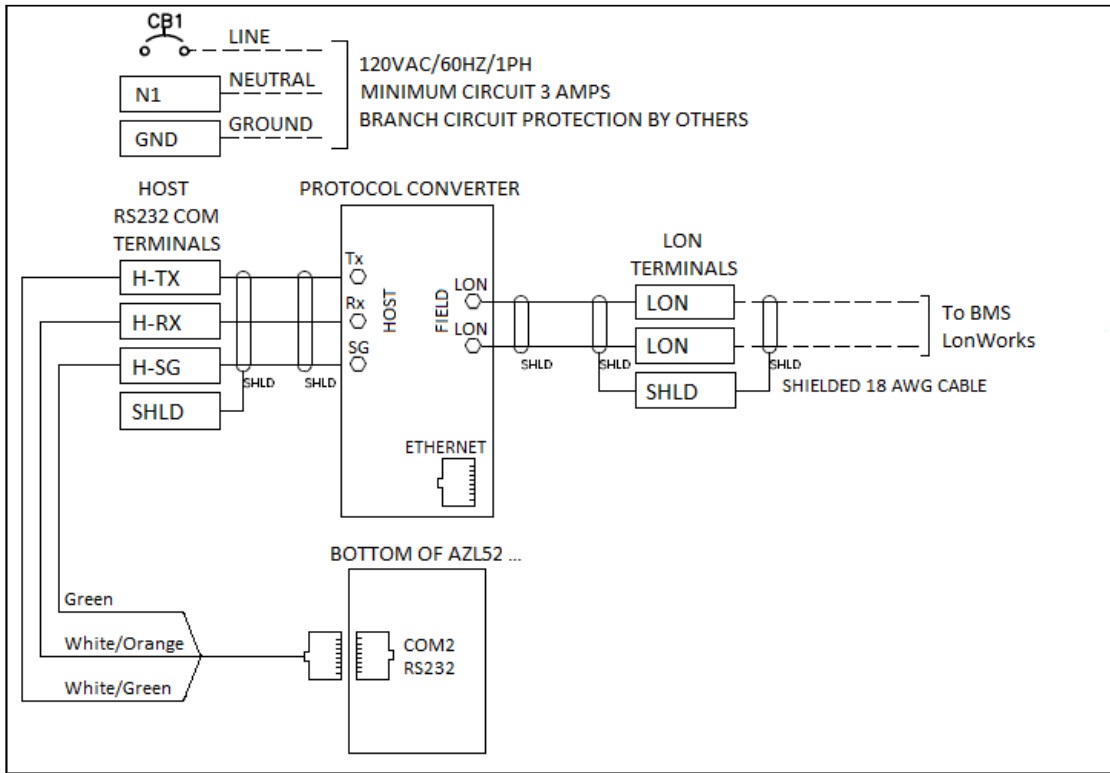 CB1
LINE
N1
NEUTRAL
GND
GROUND
120VAC/60HZ/1PH
MINIMUM CIRCUIT 3 AMPS
BRANCH CIRCUIT PROTECTION BY OTHERS
HOST
RS232 COM
TERMINALS
H-TX
H-RX
H-SG
SHLD
SHLD
SHLD
PROTOCOL CONVERTER
Tx
Rx
SG
HOST
FIELD
LON
LON
ETHERNET
SHLD
SHLD
LON
TERMINALS
LON
LON
SHLD
SHLD
To BMS
LonWorks
SHIELDED 18 AWG CABLE
BOTTOM OF AZL52 ...
COM2
RS232
Green
White/Orange
White/Green